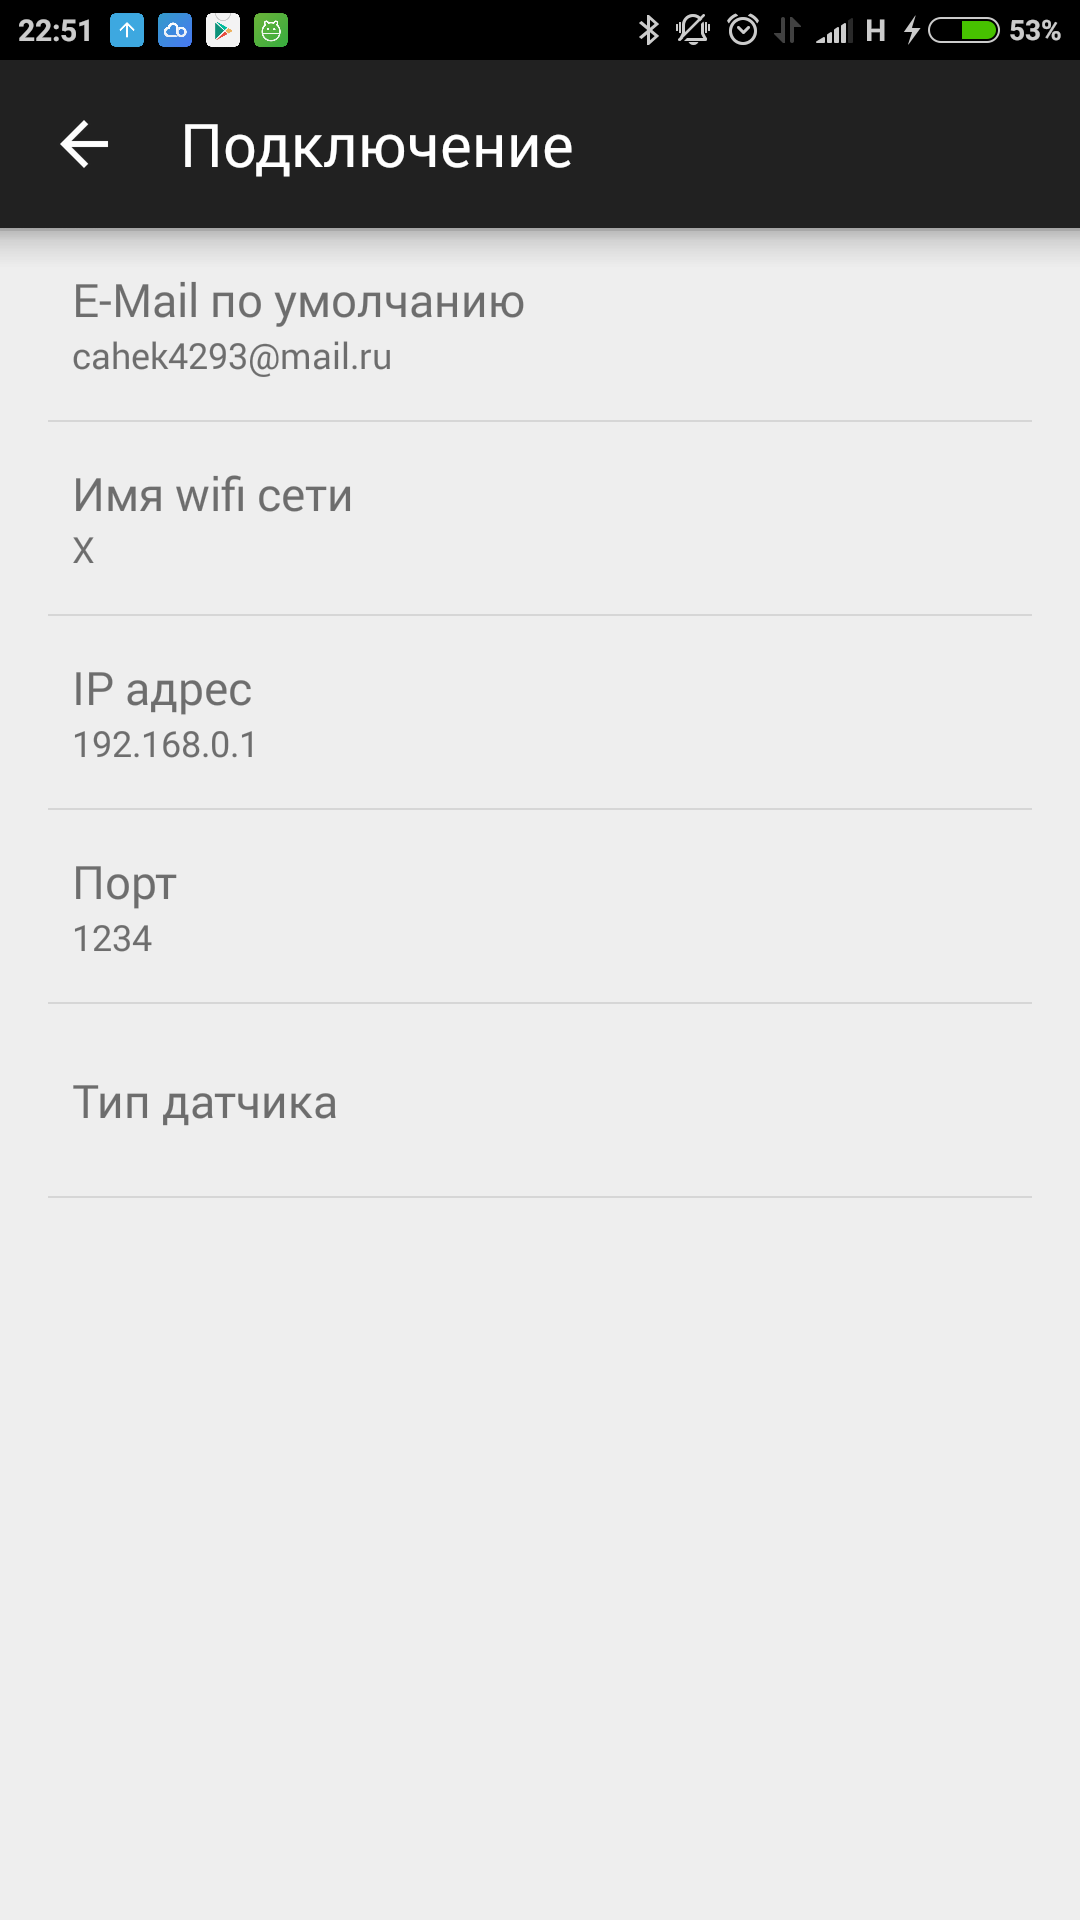 22:51 H 53%
Подключение
E-Mail по умолчанию
cahek4293@mail.ru
Имя wifi сети
X
IP адрес
192.168.0.1
Порт
1234
Тип датчика